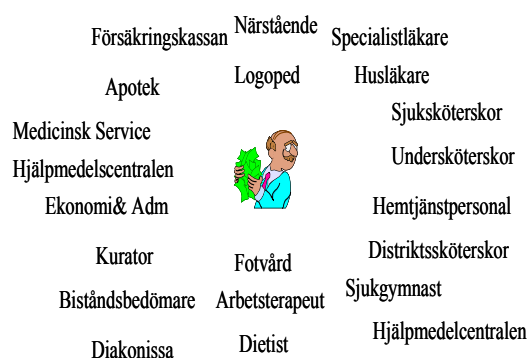 Närstående
Försäkringskassan
Specialistläkare
Logoped
Husläkare
Apotek
Sjuksköterskor
Medicinsk Service
Undersköterskor
Hjälpmedelscentralen
Ekonomi& Adm
Hemtjänstpersonal
Distriktssköterskor
Kurator
Fotvård
Sjukgymnast
Biståndsbedömare
Arbetsterapeut
Hjälpmedelcentralen
Dietist
Diakonissa